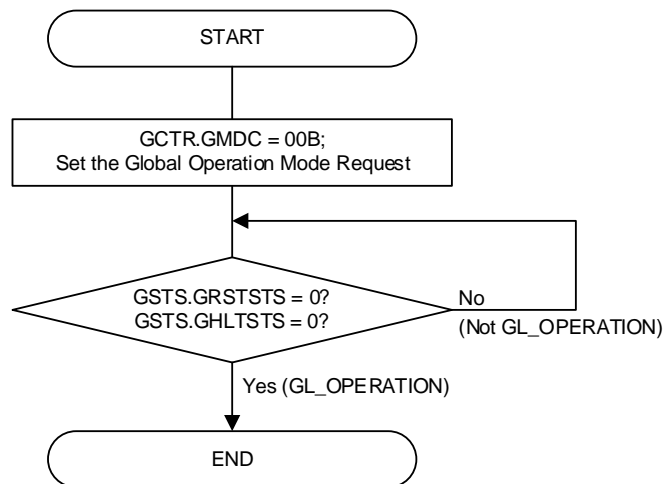 START
GCTR.GMDC = 00B;
Set the Global Operation Mode Request
GSTS.GRSTSTS = 0?
GSTS.GHLTSTS = 0?
No
(Not GL_OPERATION)
Yes (GL_OPERATION)
END